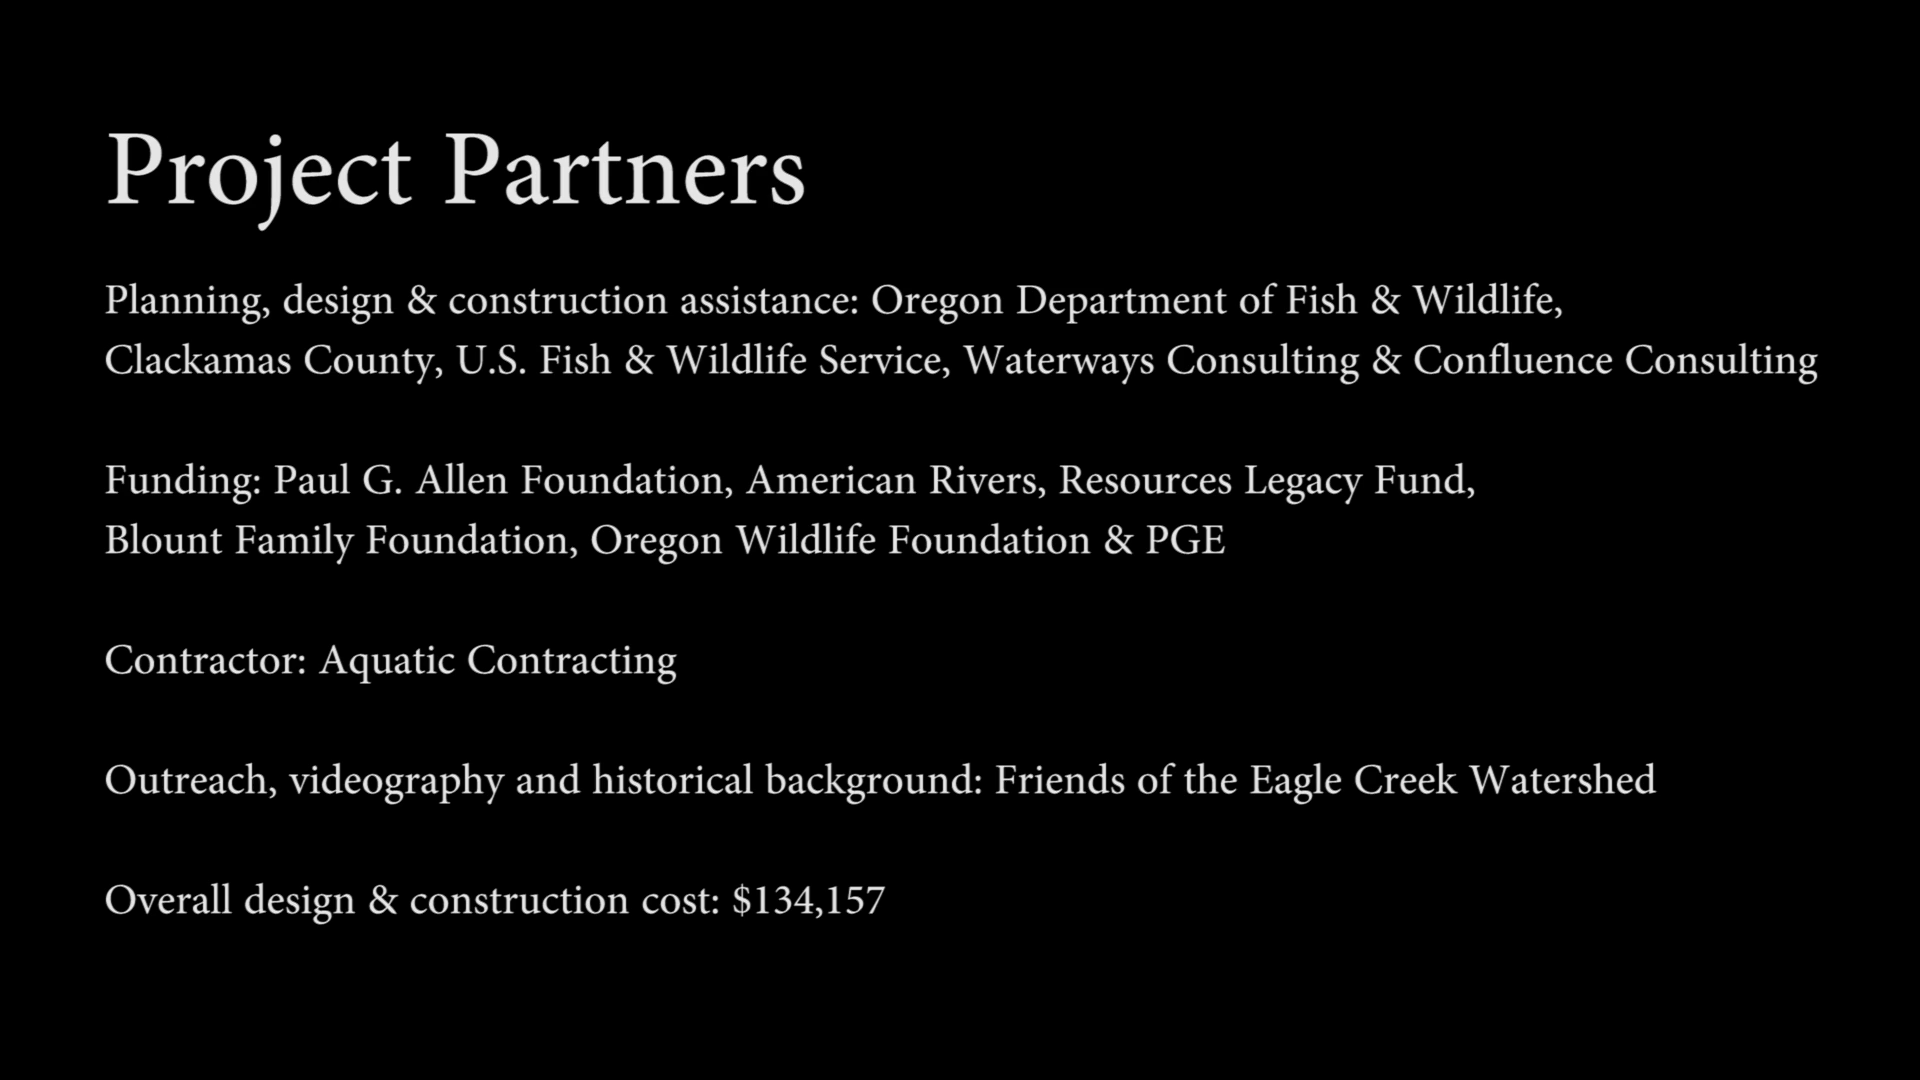 Project Partners
Planning, design & construction assistance: Oregon Department of Fish & Wildlife,
Clackamas County, U.S. Fish & Wildlife Service, Waterways Consulting & Confluence Consulting
Funding: Paul G. Allen Foundation, American Rivers, Resources Legacy Fund,
Blount Family Foundation, Oregon Wildlife Foundation & PGE
Contractor: Aquatic Contracting
Outreach, videography and historical background: Friends of the Eagle Creek Watershed
Overall design & construction cost: $134,157